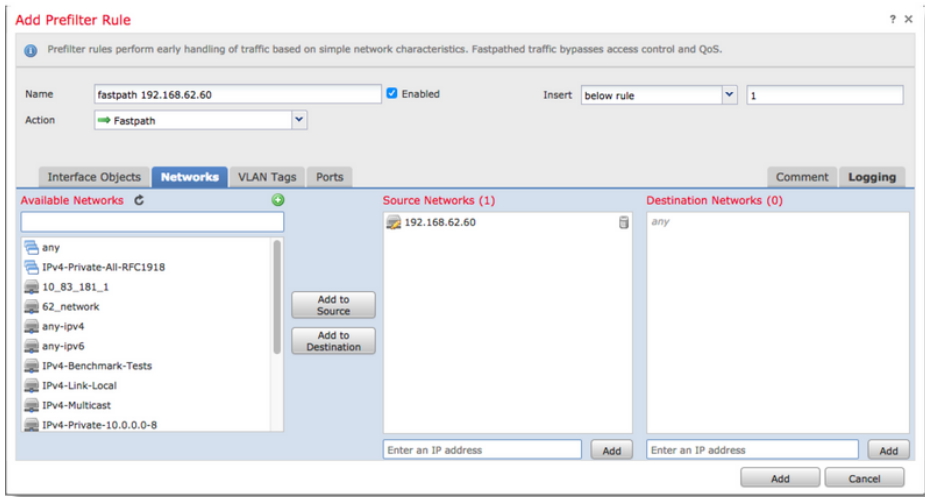 Add Prefilter Rule
? ×
Prefilter rules perform early handling of traffic based on simple network characteristics. Fastpathed traffic bypasses access control and QoS.
Name fastpath 192.168.62.60 Enabled Insert below rule 1
Action Fastpath
Interface Objects Networks VLAN Tags Ports Comment Logging
Available Networks Source Networks (1) Destination Networks (0)
any
IPv4-Private-All-RFC1918
10_83_181_1
62_network
any-ipv4
any-ipv6
IPv4-Benchmark-Tests
IPv4-Link-Local
IPv4-Multicast
IPv4-Private-10.0.0.0-8
Add to
Source
Add to
Destination
192.168.62.60
any
Enter an IP address Add Enter an IP address Add
Add Cancel